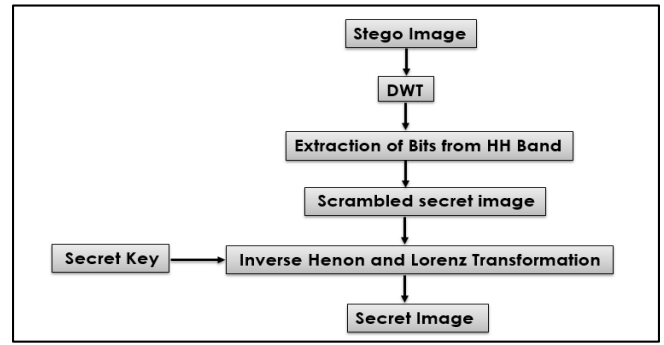 Stego Image
DWT
Extraction of Bits from HH Band
Scrambled secret image
Secret Key
Inverse Henon and Lorenz Transformation
Secret Image